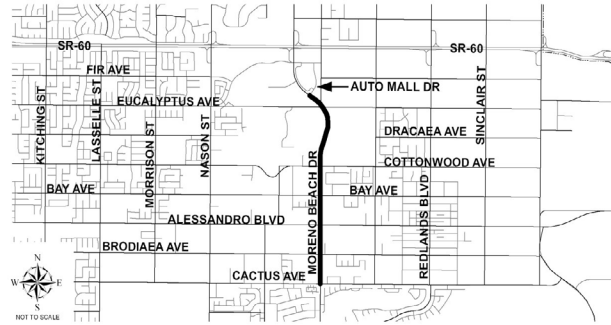 SR-60
SR-60
FIR AVE
AUTO MALL DR
EUCALYPTUS AVE
KITCHING ST
LASSELLE ST
MORRISON ST
NASON ST
SINCLAIR ST
DRACAEA AVE
COTTONWOOD AVE
BAY AVE
BAY AVE
MORENO BEACH DR
REDLANDS BLVD
ALESSANDRO BLVD
BRODIAEA AVE
CACTUS AVE
N
W
E
S
NOT TO SCALE